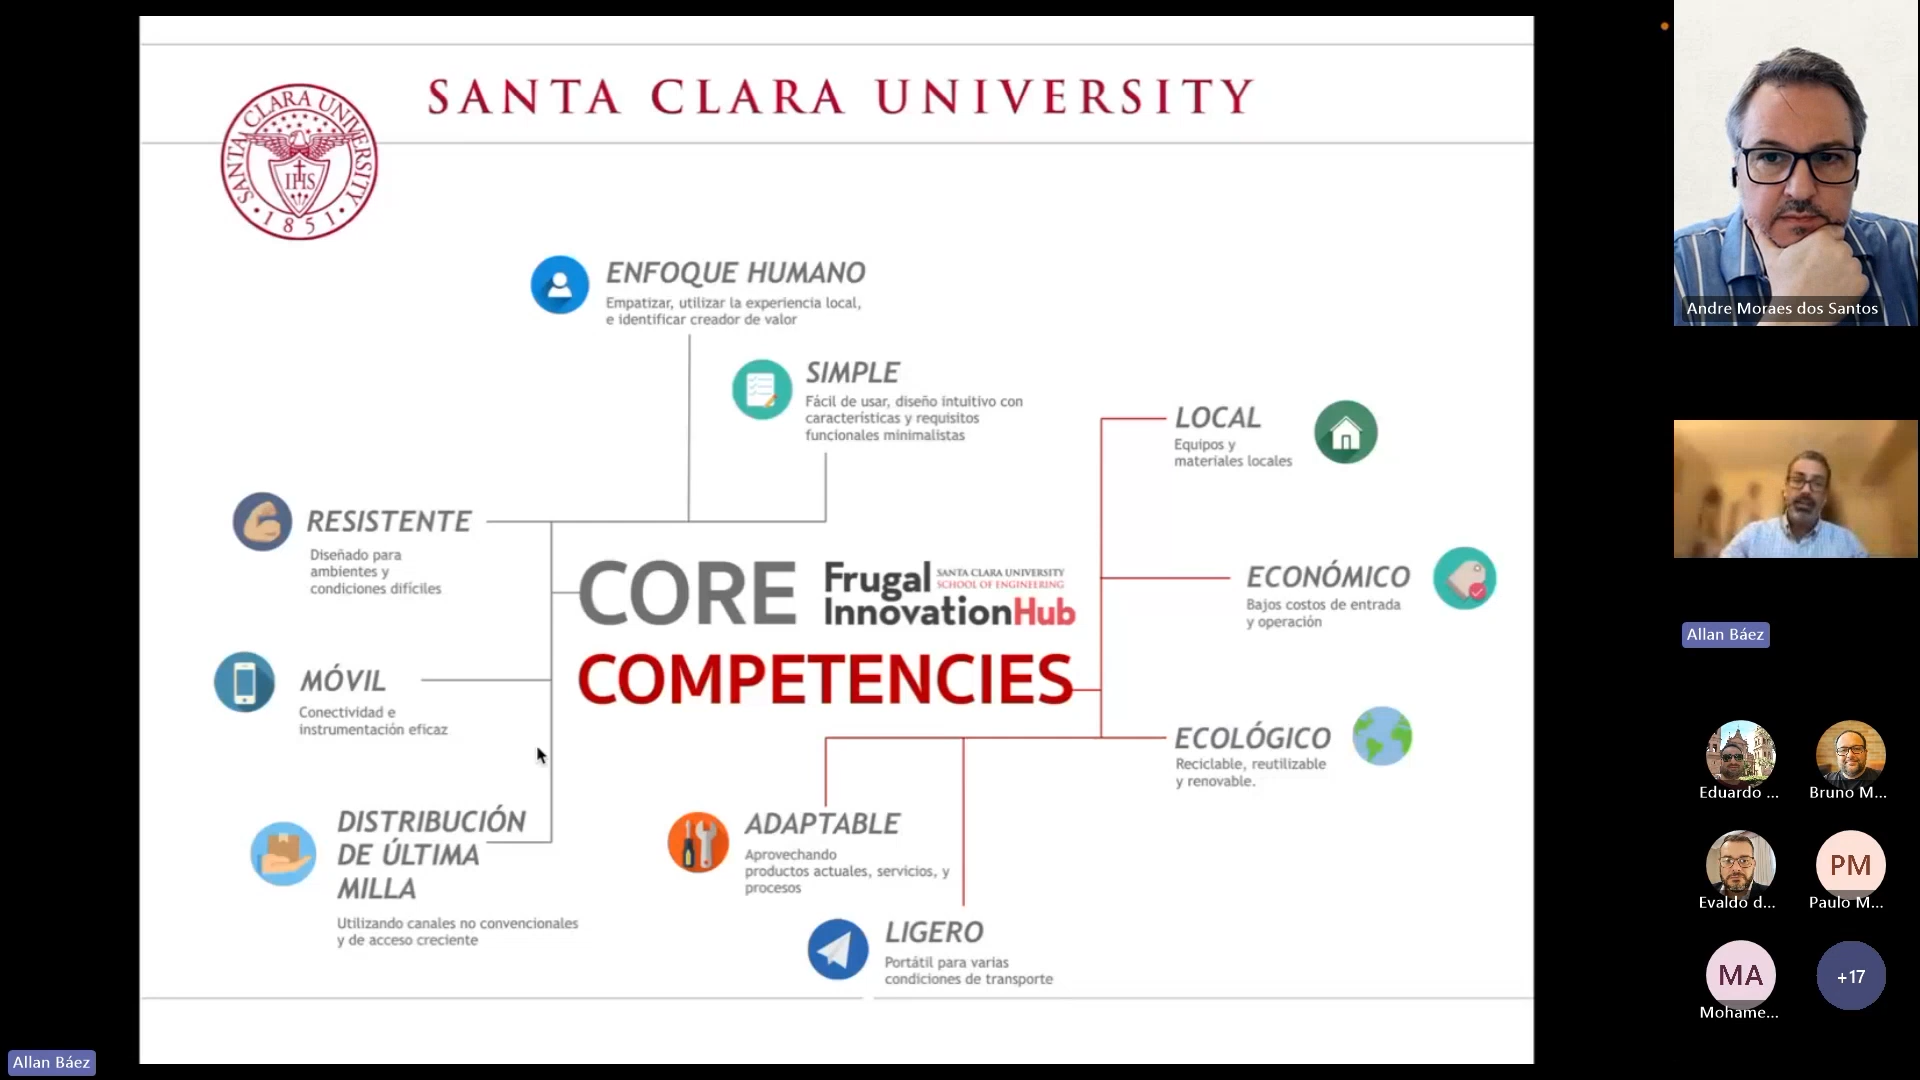 SANTA CLARA UNIVERSITY
SANTA CLARA UNIVERSITY
IHS
· 1851 ·
ENFOQUE HUMANO
Empatizar, utilizar la experiencia local,
e identificar creador de valor
SIMPLE
Fácil de usar, diseño intuitivo con
características y requisitos
funcionales minimalistas
LOCAL
Equipos y
materiales locales
RESISTENTE
Diseñado para
ambientes y
condiciones difíciles
CORE
Frugal
InnovationHub
SANTA CLARA UNIVERSITY
SCHOOL OF ENGINEERING
COMPETENCIES
ECONÓMICO
Bajos costos de entrada
y operación
MÓVIL
Conectividad e
instrumentación eficaz
ECOLÓGICO
Reciclable, reutilizable
y renovable.
DISTRIBUCIÓN
DE ÚLTIMA
MILLA
Utilizando canales no convencionales
y de acceso creciente
ADAPTABLE
Aprovechando
productos actuales, servicios, y
procesos
LIGERO
Portátil para varias
condiciones de transporte
Allan Báez
Andre Moraes dos Santos
Allan Báez
Eduardo ...
Bruno M...
Evaldo d...
PM
Paulo M...
MA
Mohame...
+17